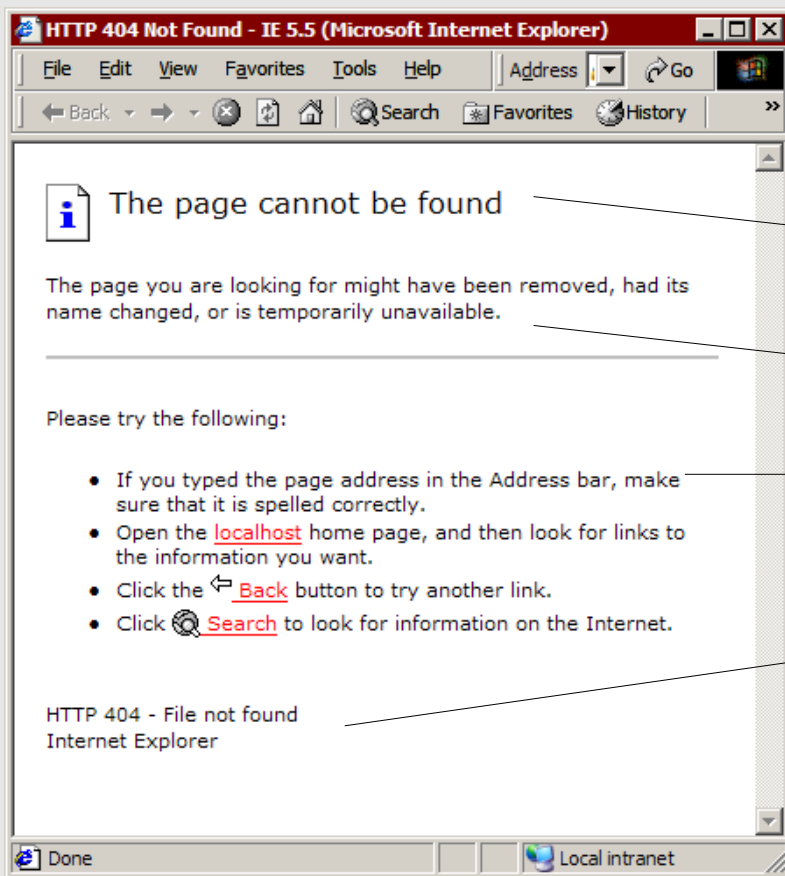 HTTP 404 Not Found - IE 5.5 (Microsoft Internet Explorer)
File Edit View Favorites Tools Help Address Go
Back Search Favorites History »
The page cannot be found
The page you are looking for might have been removed, had its
name changed, or is temporarily unavailable.
Please try the following:
• If you typed the page address in the Address bar, make
sure that it is spelled correctly.
• Open the localhost home page, and then look for links to
the information you want.
• Click the Back button to try another link.
• Click Search to look for information on the Internet.
HTTP 404 - File not found
Internet Explorer
Done Local intranet